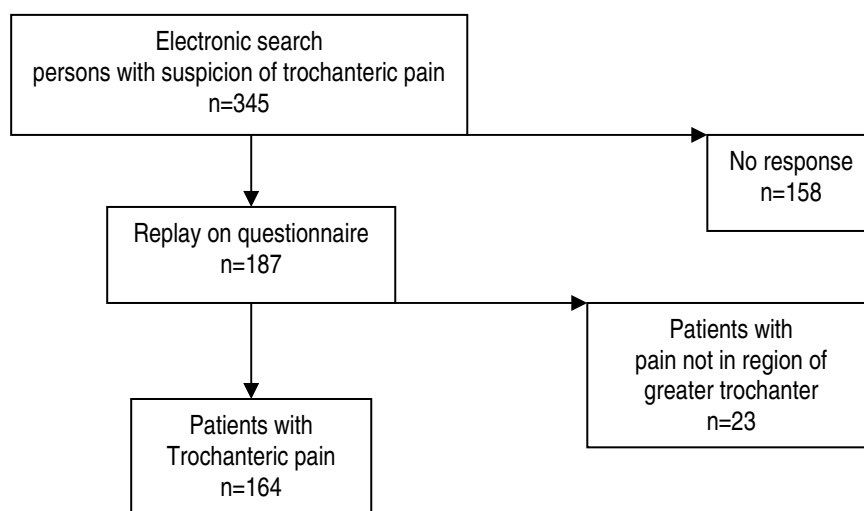 Electronic search
persons with suspicion of trochanteric pain
n=345
No response
n=158
Replay on questionnaire
n=187
Patients with
pain not in region of
greater trochanter
n=23
Patients with
Trochanteric pain
n=164